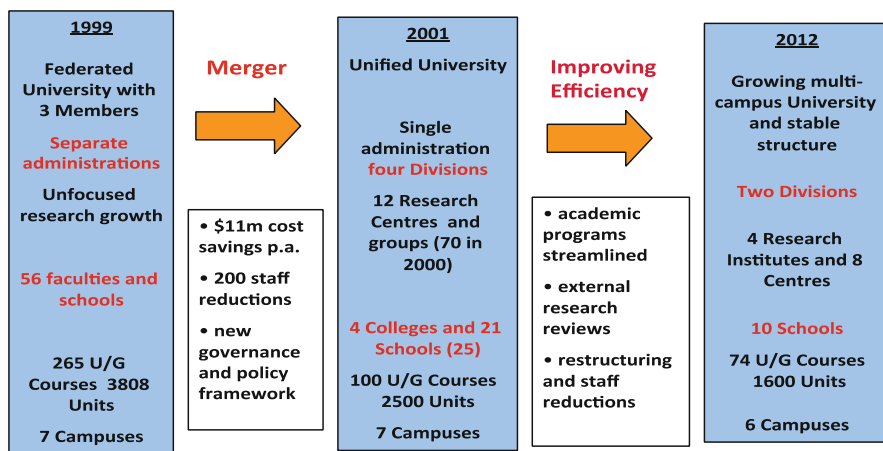 1999
Federated
University with
3 Members
Separate
administrations
Unfocused
research growth
56 faculties and
schools
265 U/G
Courses 3808
Units
7 Campuses
Merger
• $11m cost
savings p.a.
• 200 staff
reductions
• new
governance
and policy
framework
2001
Unified University
Single
administration
four Divisions
12 Research
Centres and
groups (70 in
2000)
4 Colleges and 21
Schools (25)
100 U/G Courses
2500 Units
7 Campuses
Improving
Efficiency
• academic
programs
streamlined
• external
research
reviews
• restructuring
and staff
reductions
2012
Growing multi-
campus University
and stable
structure
Two Divisions
4 Research
Institutes and 8
Centres
10 Schools
74 U/G Courses
1600 Units
6 Campuses